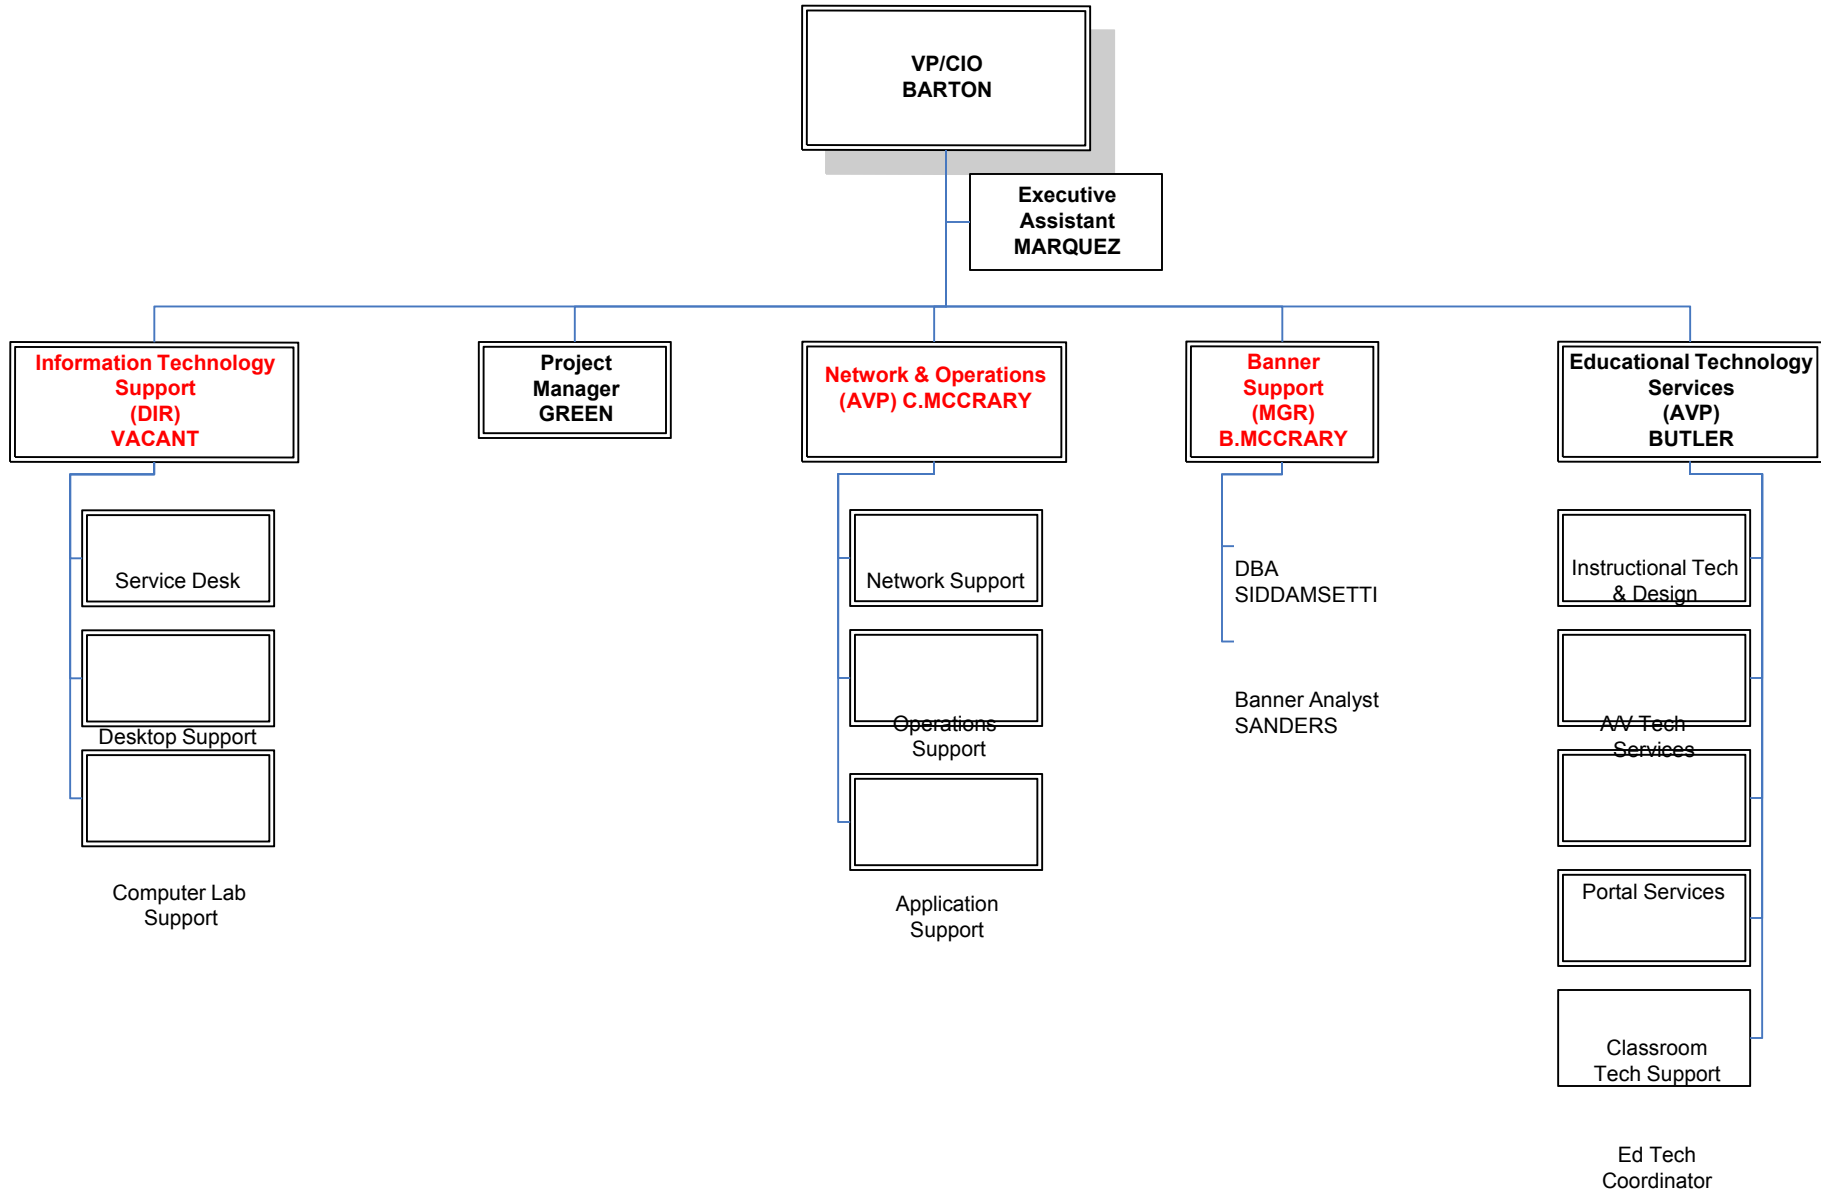 VP/CIO
BARTON
Executive
Assistant
MARQUEZ
Information Technology
Support
(DIR)
VACANT
Project
Manager
GREEN
Network & Operations
(AVP) C.MCCRARY
Banner
Support
(MGR)
B.MCCRARY
Educational Technology
Services
(AVP)
BUTLER
Service Desk
Desktop Support
Computer Lab
Support
Network Support
Operations
Support
Application
Support
DBA
SIDDAMSETTI
Banner Analyst
SANDERS
Instructional Tech
& Design
A/V Tech
Services
Portal Services
Classroom
Tech Support
Ed Tech
Coordinator